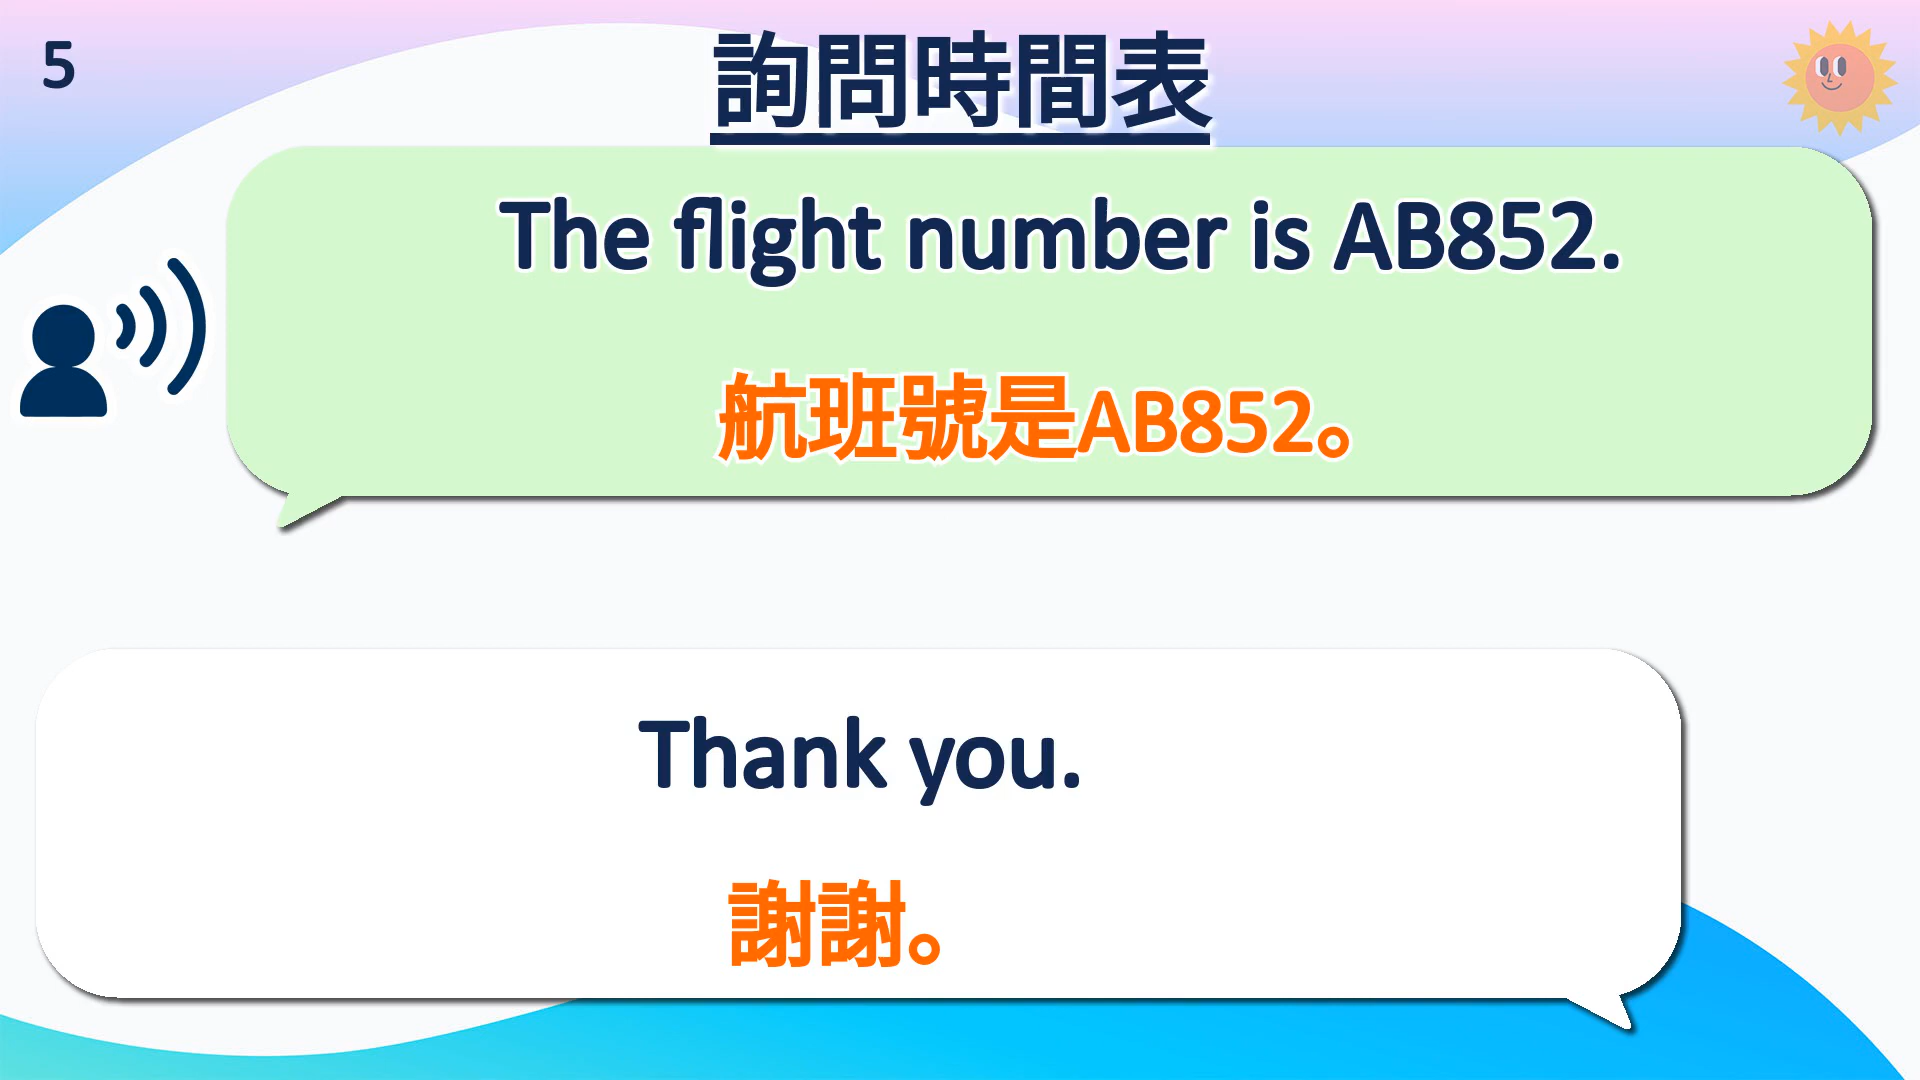 5
詢問時間表
The flight number is AB852.
航班號是AB852。
Thank you.
謝謝。